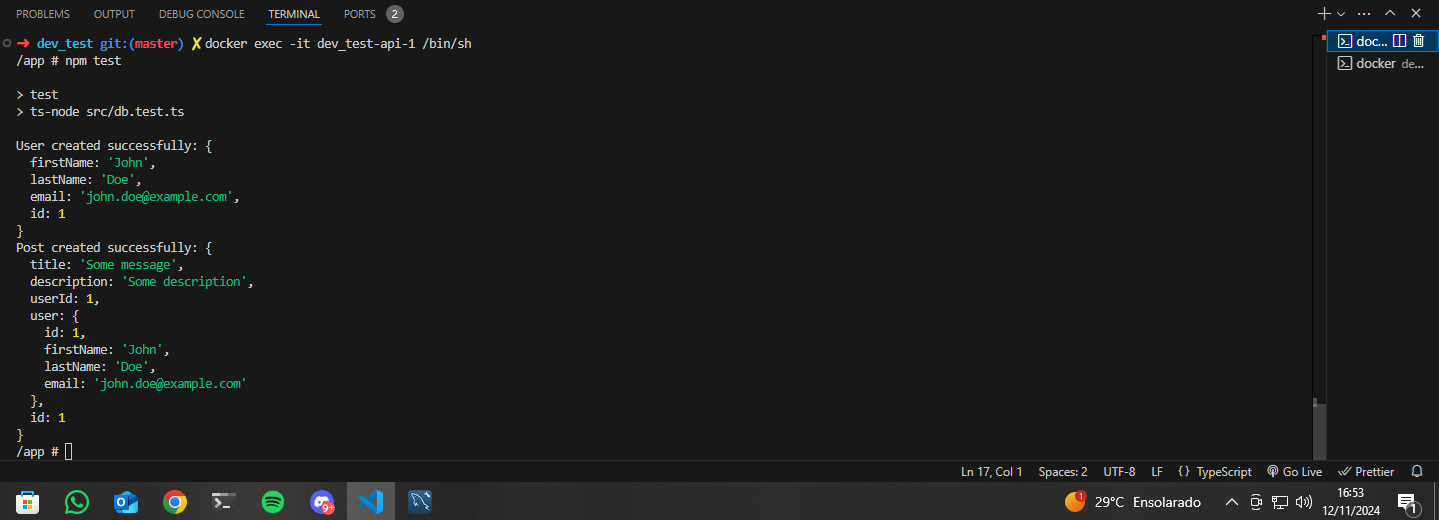 PROBLEMS OUTPUT DEBUG CONSOLE TERMINAL PORTS 2
➜ dev_test git:(master) ✗ docker exec -it dev_test-api-1 /bin/sh
/app # npm test
> test
> ts-node src/db.test.ts
User created successfully: {
firstName: 'John',
lastName: 'Doe',
email: 'john.doe@example.com',
id: 1
}
Post created successfully: {
title: 'Some message',
description: 'Some description',
userId: 1,
user: {
id: 1,
firstName: 'John',
lastName: 'Doe',
email: 'john.doe@example.com'
},
id: 1
}
/app #
doc...
docker de...
Ln 17, Col 1 Spaces: 2 UTF-8 LF {} TypeScript Go Live Prettier
9+
1 29°C Ensolarado
16:53
12/11/2024
1